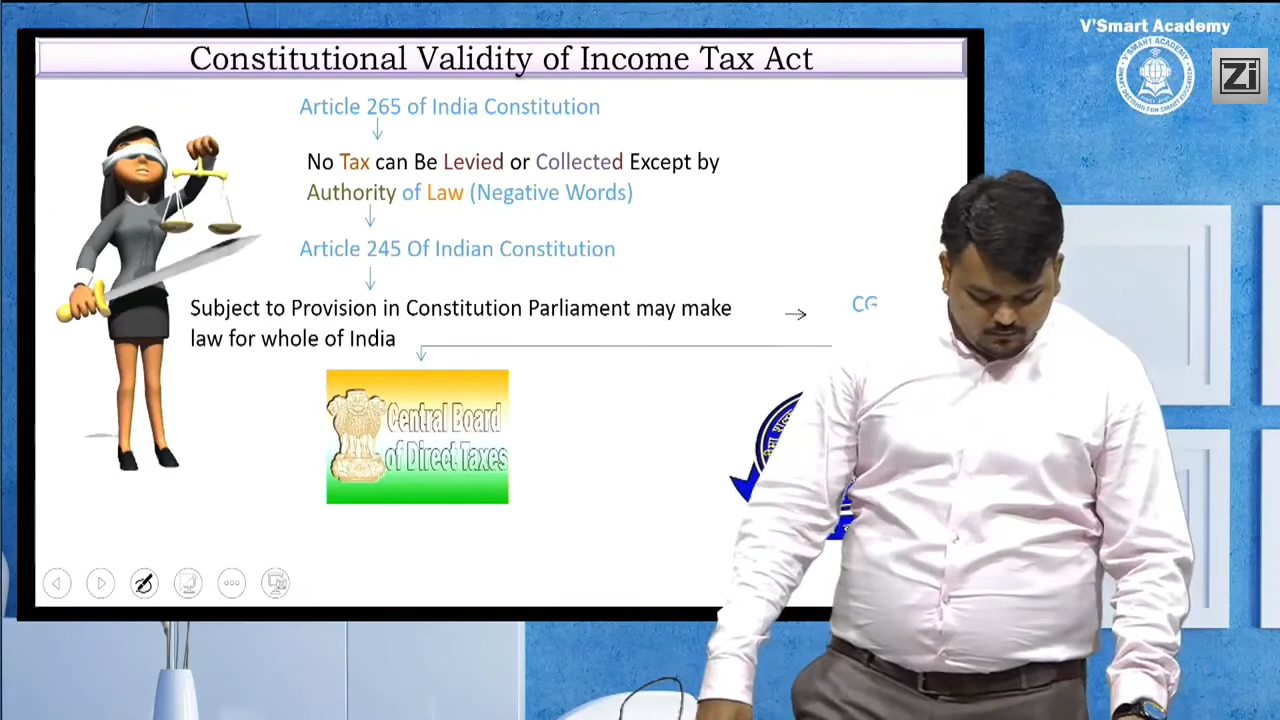 V'Smart Academy
Constitutional Validity of Income Tax Act
Article 265 of India Constitution
No Tax can Be Levied or Collected Except by
Authority of Law (Negative Words)
Article 245 Of Indian Constitution
Subject to Provision in Constitution Parliament may make
law for whole of India
CG
Central Board
of Direct Taxes
Zi